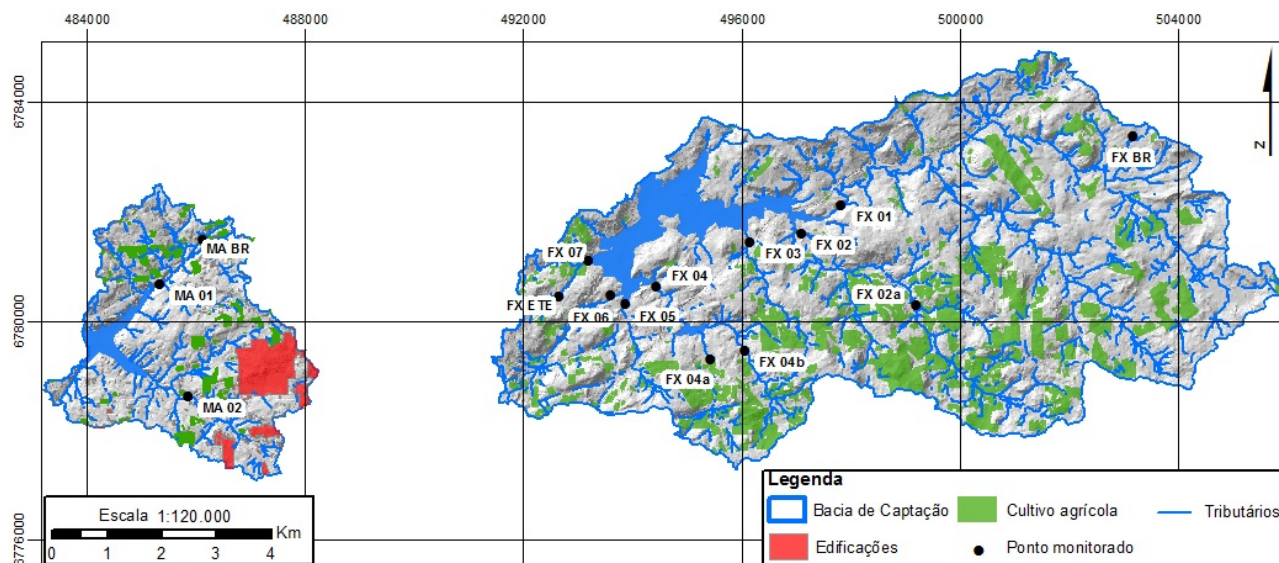 484000 488000 492000 496000 500000 504000
6784000
6780000
6776000
N
FX BR
FX 01
FX 02
FX 03
FX 07
FX 04
MA BR
MA 01
FX ETE
FX 06
FX 05
FX 02a
FX 04a
FX 04b
MA 02
Legenda
Bacia de Captação Cultivo agrícola Tributários
Edificações Ponto monitorado
Escala 1:120.000
Km
0 1 2 3 4